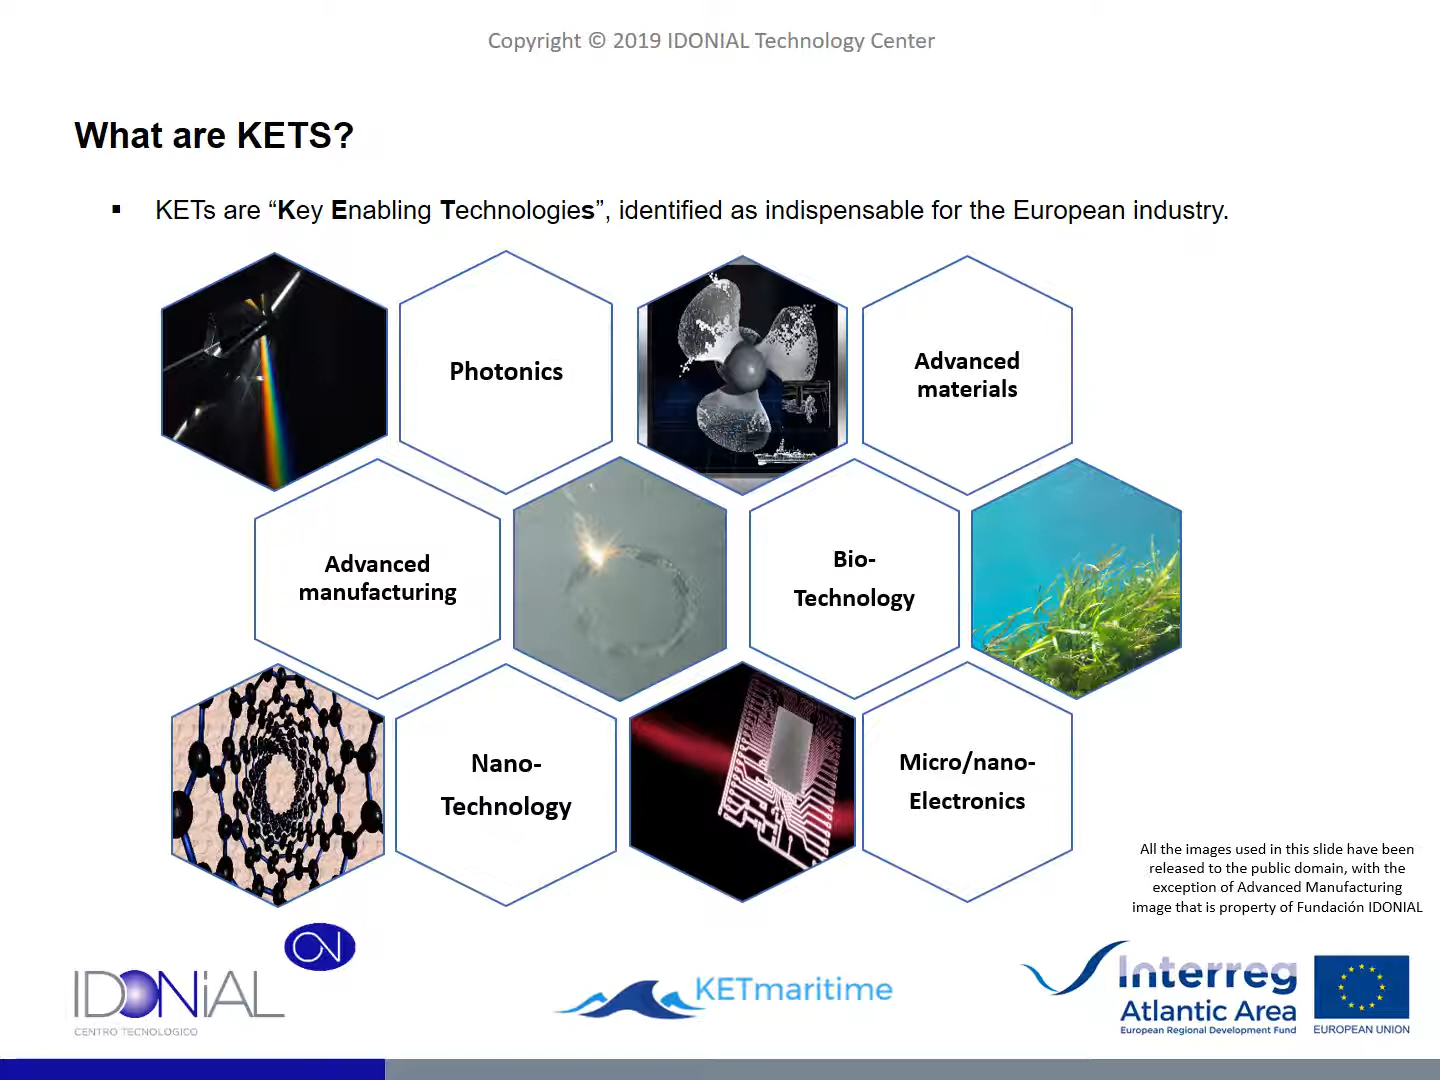 Copyright © 2019 IDONIAL Technology Center
What are KETS?
▪ KETs are “Key Enabling Technologies”, identified as indispensable for the European industry.
Photonics
Advanced
materials
Advanced
manufacturing
Bio-
Technology
Nano-
Technology
Micro/nano-
Electronics
All the images used in this slide have been
released to the public domain, with the
exception of Advanced Manufacturing
image that is property of Fundación IDONIAL
IDONiAL
CENTRO TECNOLOGICO
KETmaritime
Interreg
Atlantic Area
European Regional Development Fund
EUROPEAN UNION